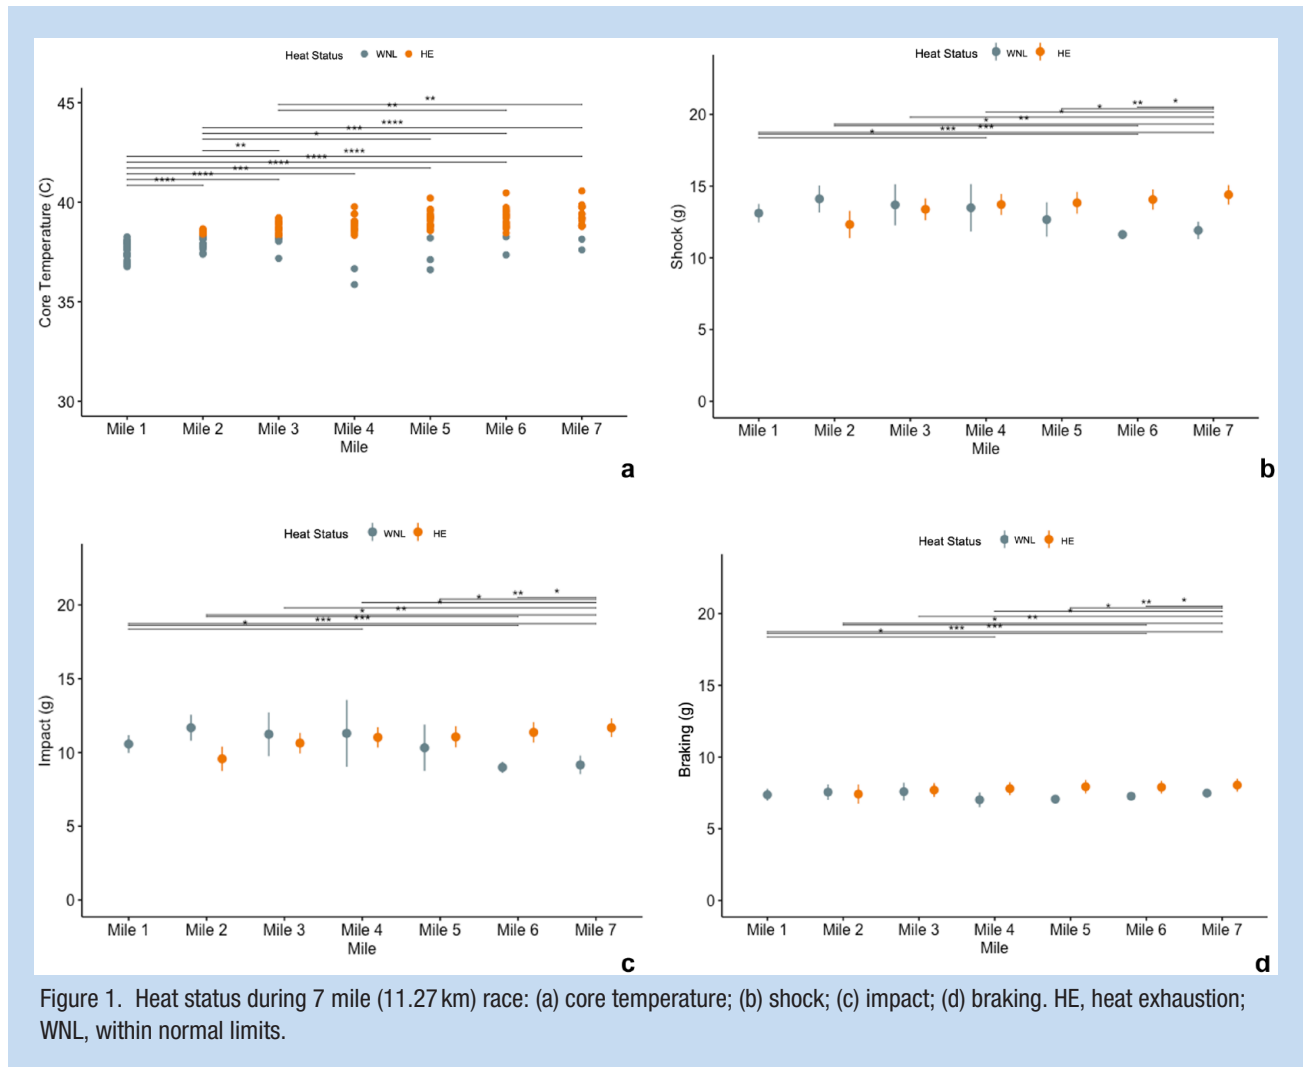 Heat Status WNL HE
**
**
****
***
*
**
****
****
***
****
****
45
40
35
30
Core Temperature (C)
Mile 1 Mile 2 Mile 3 Mile 4 Mile 5 Mile 6 Mile 7
Mile
a
Heat Status WNL HE
*
**
*
*
**
*
***
***
*
20
15
10
5
0
Shock (g)
Mile 1 Mile 2 Mile 3 Mile 4 Mile 5 Mile 6 Mile 7
Mile
b
Heat Status WNL HE
*
**
*
*
**
*
***
***
*
20
15
10
5
0
Impact (g)
Mile 1 Mile 2 Mile 3 Mile 4 Mile 5 Mile 6 Mile 7
Mile
c
Heat Status WNL HE
*
**
*
*
**
*
***
***
*
20
15
10
5
0
Braking (g)
Mile 1 Mile 2 Mile 3 Mile 4 Mile 5 Mile 6 Mile 7
Mile
d
Figure 1. Heat status during 7 mile (11.27 km) race: (a) core temperature; (b) shock; (c) impact; (d) braking. HE, heat exhaustion;
WNL, within normal limits.